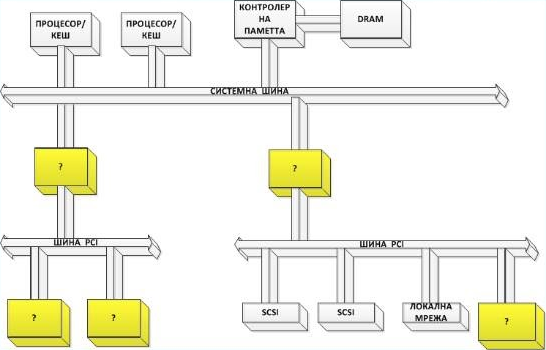 ПРОЦЕСОР/
КЕШ
ПРОЦЕСОР/
КЕШ
КОНТРОЛЕР
НА
ПАМЕТТА
DRAM
СИСТЕМНА ШИНА
?
?
ШИНА PCI
ШИНА PCI
?
?
SCSI
SCSI
ЛОКАЛНА
МРЕЖА
?